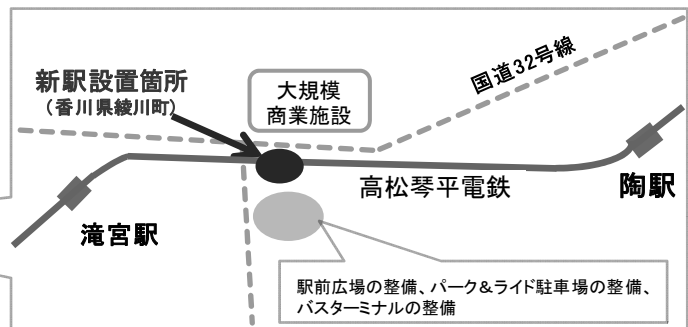 新駅設置箇所
（香川県綾川町）
大規模
商業施設
国道32号線
高松琴平電鉄
陶駅
滝宮駅
駅前広場の整備、パーク&ライド駐車場の整備、
バスターミナルの整備